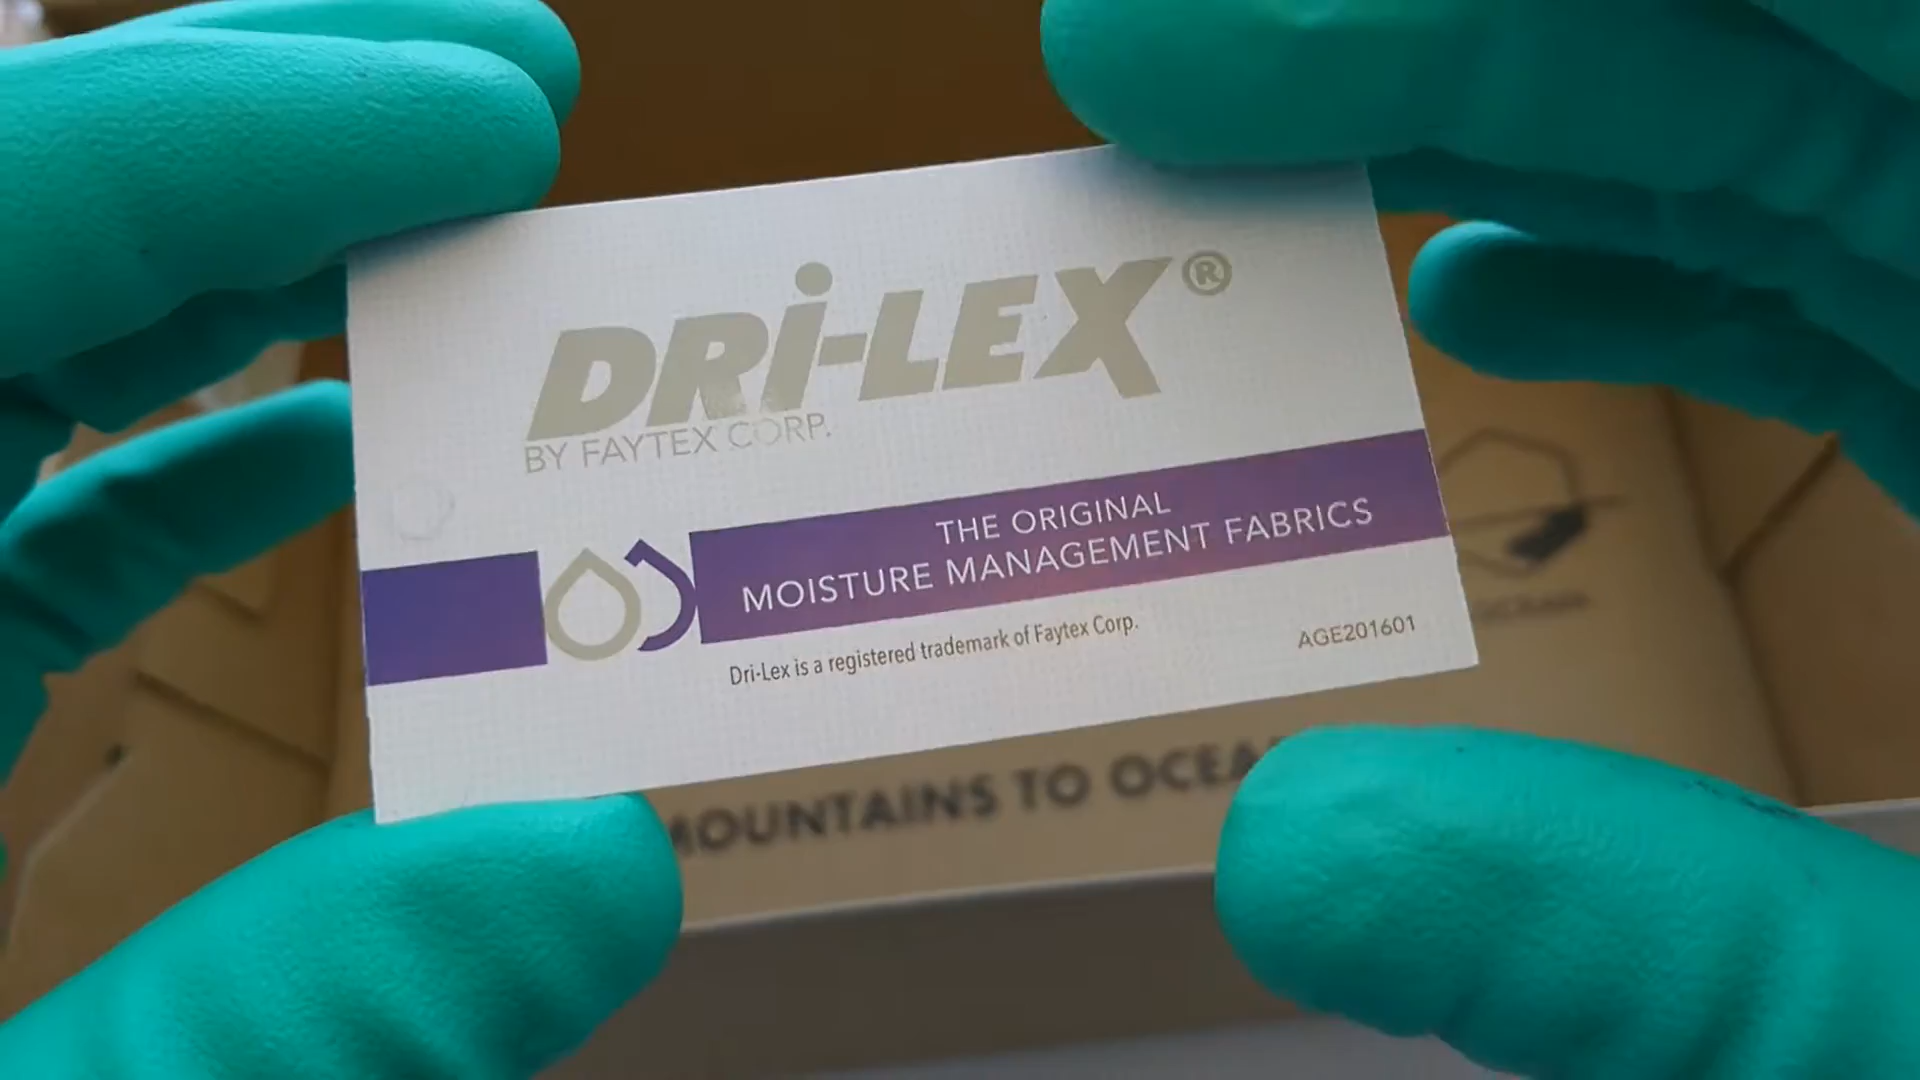 DRi-LEX®
BY FAYTEX CORP.
THE ORIGINAL
MOISTURE MANAGEMENT FABRICS
Dri-Lex is a registered trademark of Faytex Corp.
AGE201601
MOUNTAINS TO